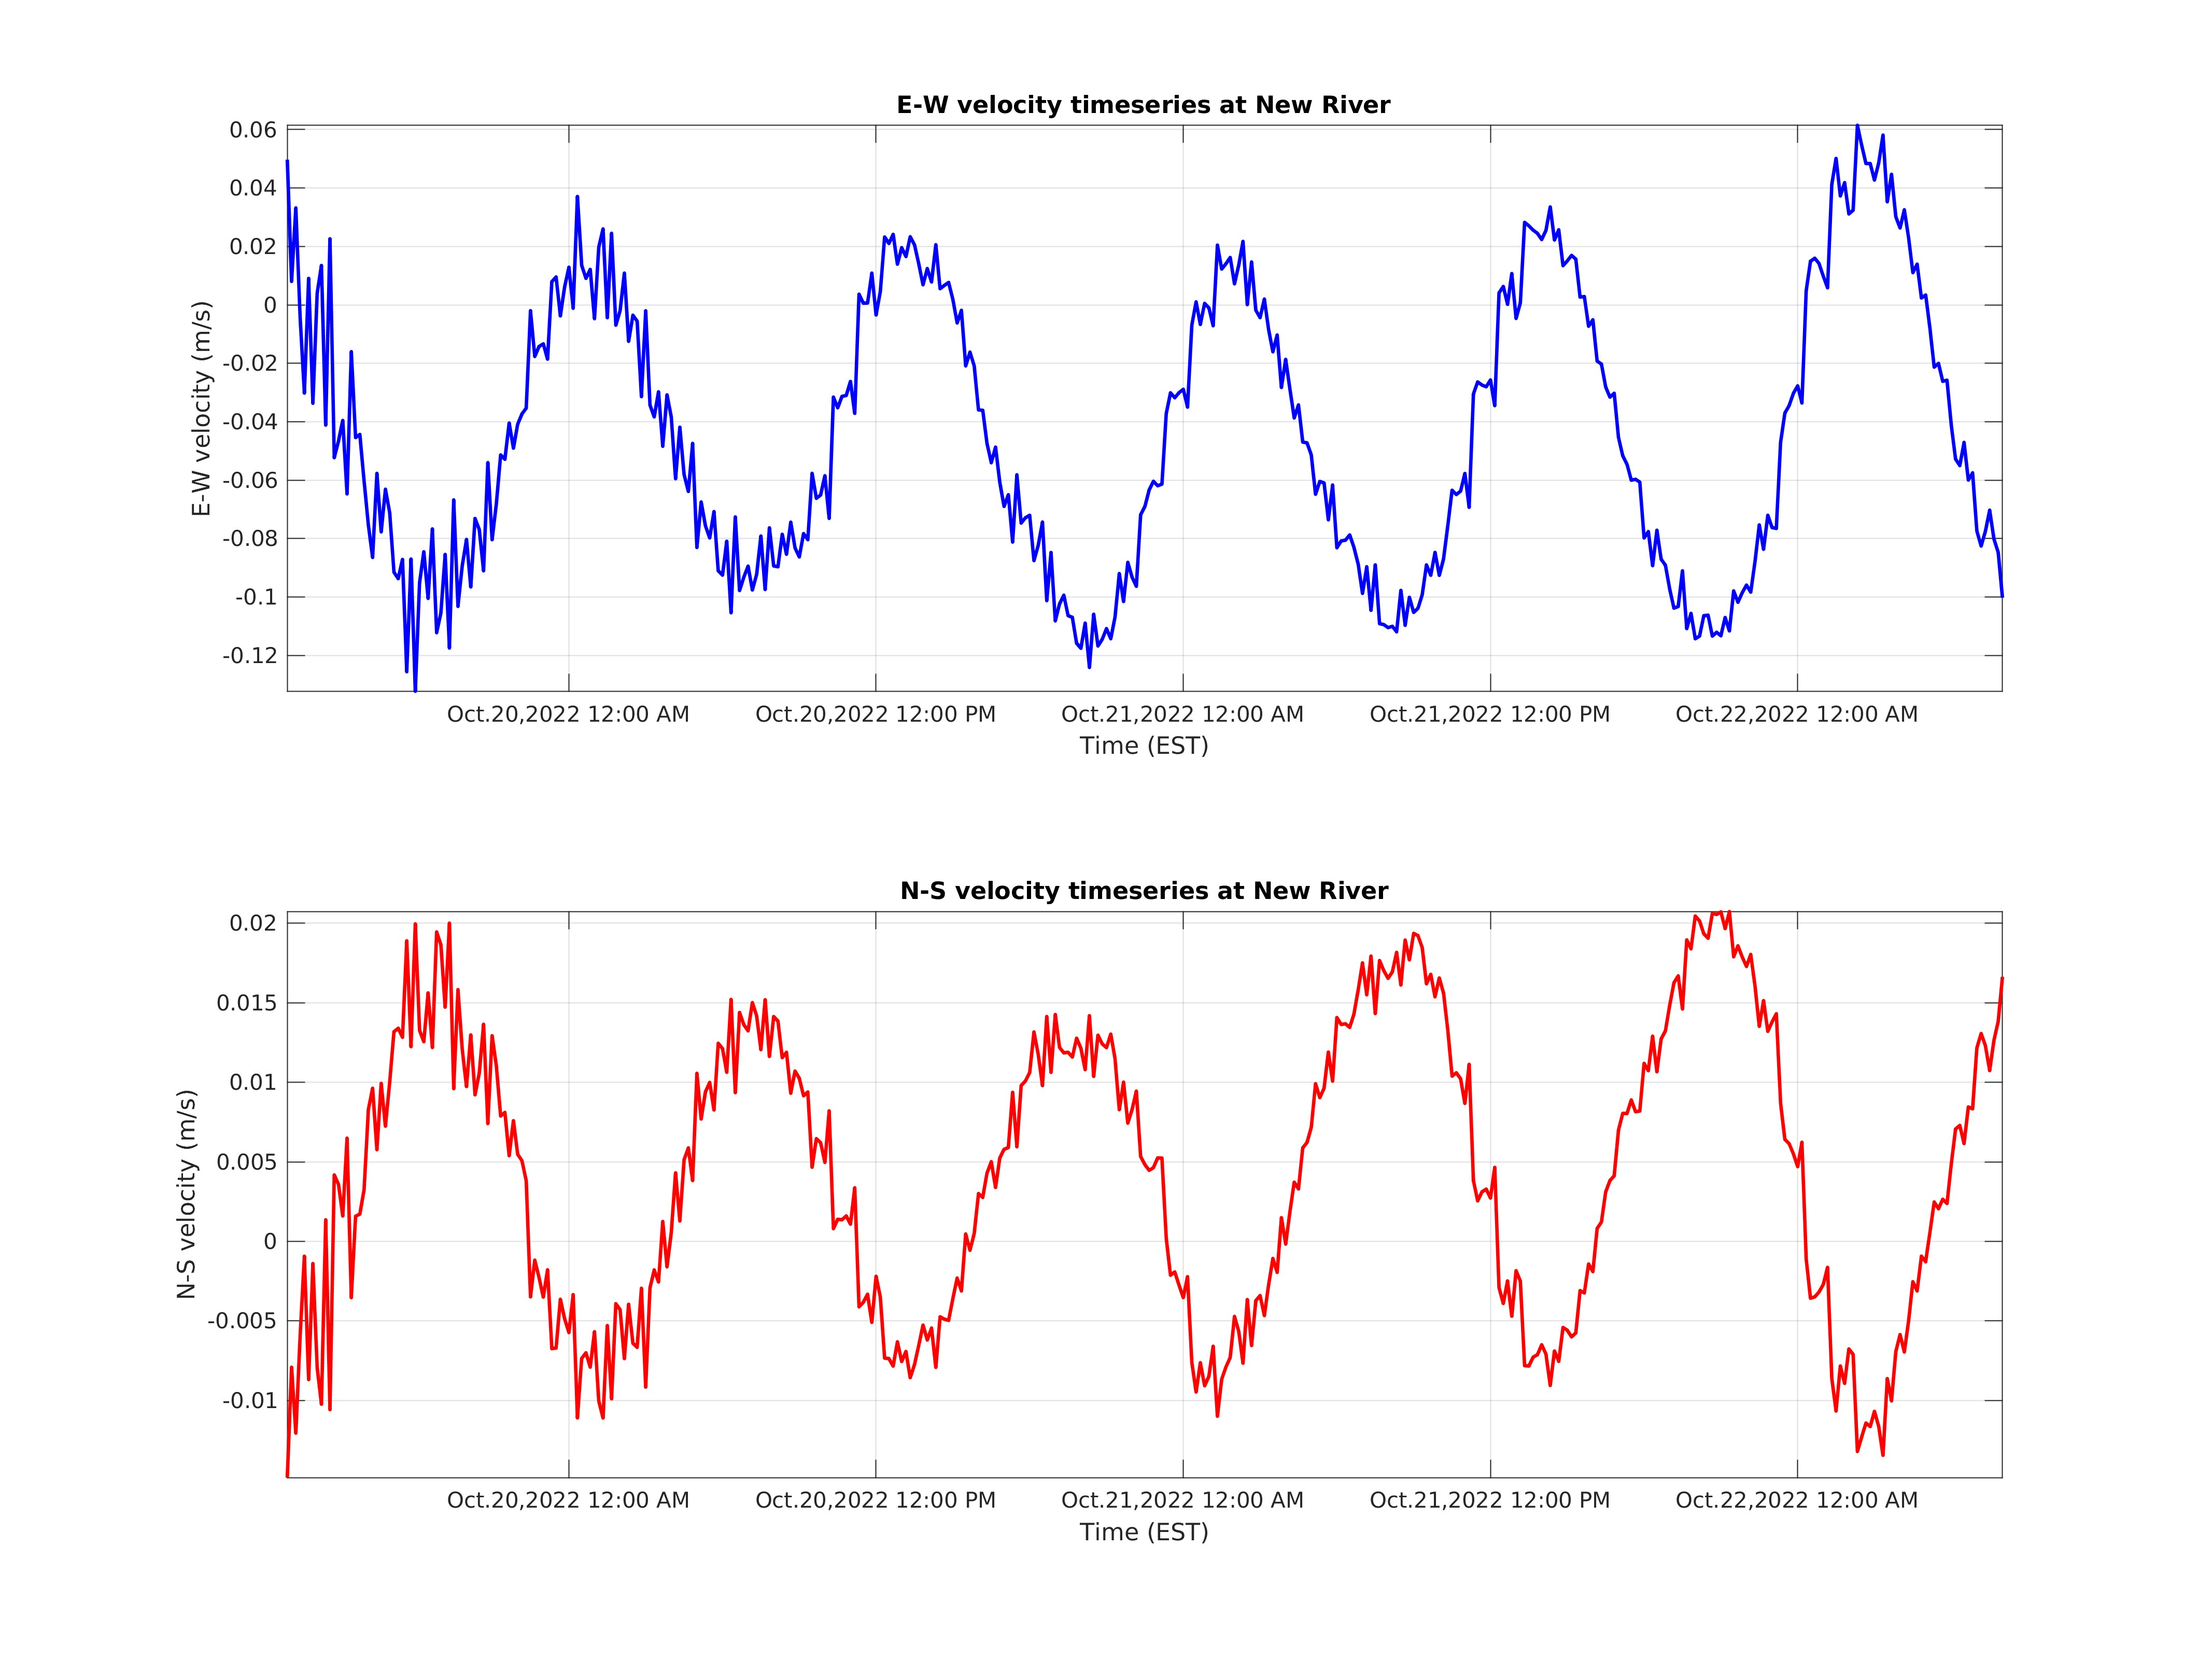 E-W velocity timeseries at New River
0.06
0.04
0.02
0
-0.02
-0.04
-0.06
-0.08
-0.1
-0.12
E-W velocity (m/s)
Oct.20,2022 12:00 AM
Oct.20,2022 12:00 PM
Oct.21,2022 12:00 AM
Oct.21,2022 12:00 PM
Oct.22,2022 12:00 AM
Time (EST)
N-S velocity timeseries at New River
0.02
0.015
0.01
0.005
0
-0.005
-0.01
N-S velocity (m/s)
Oct.20,2022 12:00 AM
Oct.20,2022 12:00 PM
Oct.21,2022 12:00 AM
Oct.21,2022 12:00 PM
Oct.22,2022 12:00 AM
Time (EST)